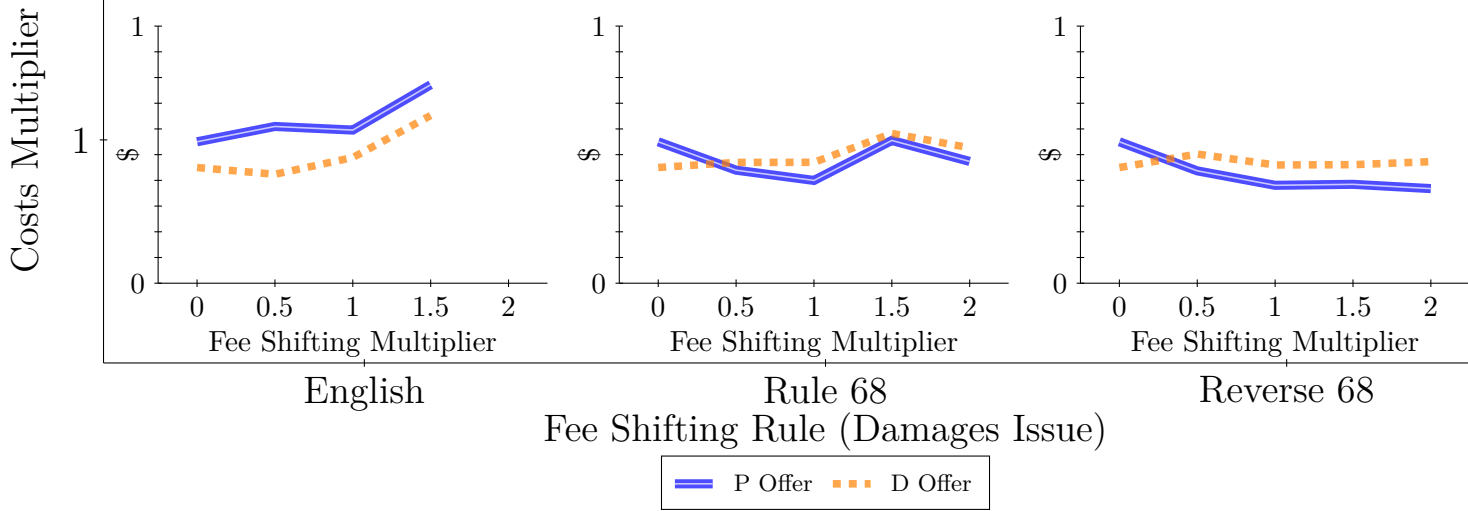 Costs Multiplier
1
1
$
0
0 0.5 1 1.5 2
Fee Shifting Multiplier
English
1
$
0
0 0.5 1 1.5 2
Fee Shifting Multiplier
Rule 68
1
$
0
0 0.5 1 1.5 2
Fee Shifting Multiplier
Reverse 68
Fee Shifting Rule (Damages Issue)
P Offer D Offer